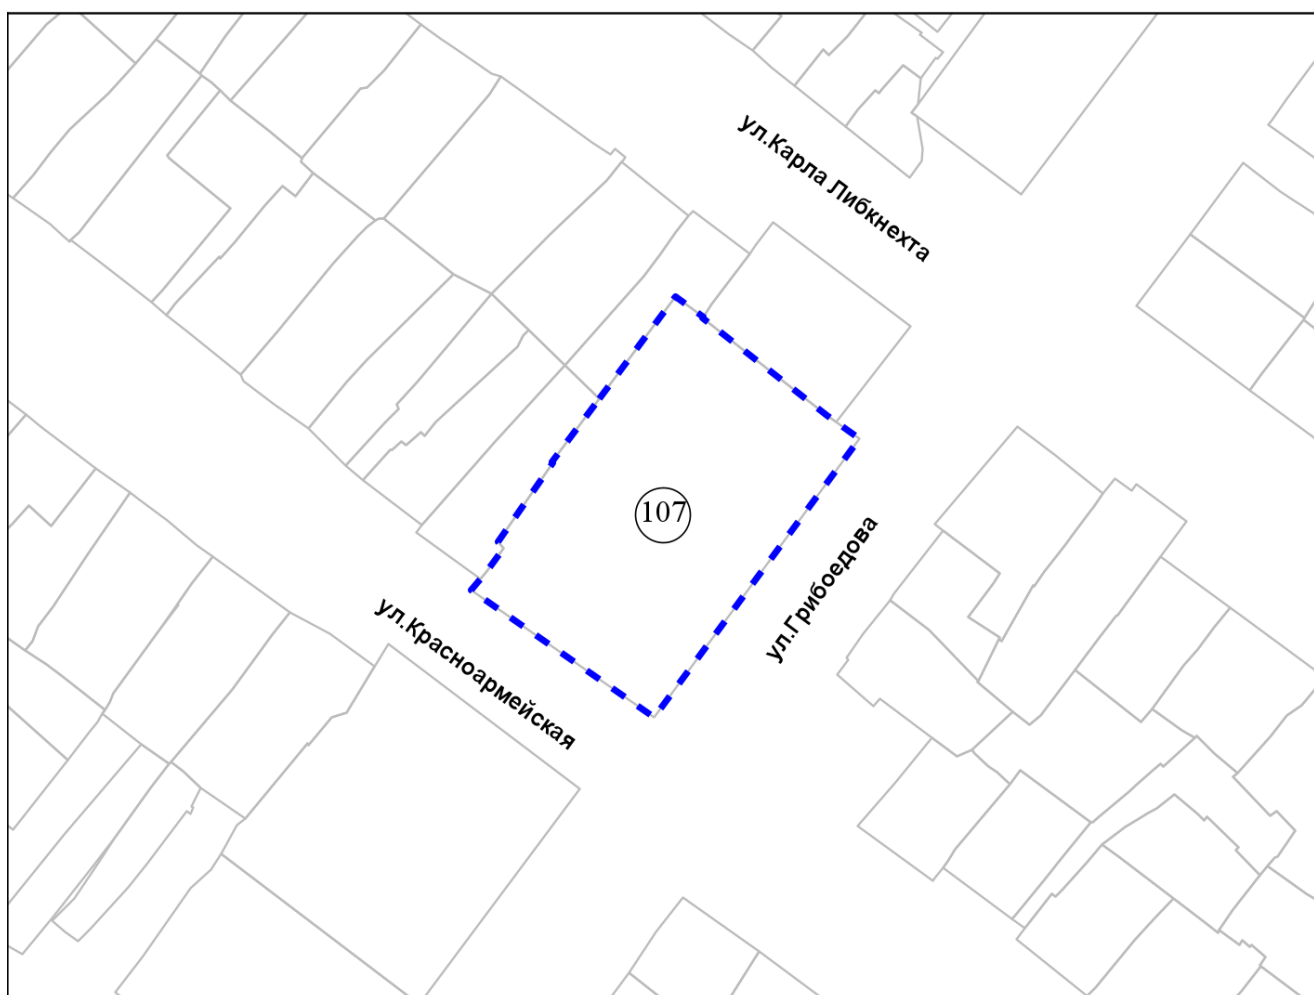 ул.Карла Либкнехта
107
ул.Грибоедова
ул.Красноармейская